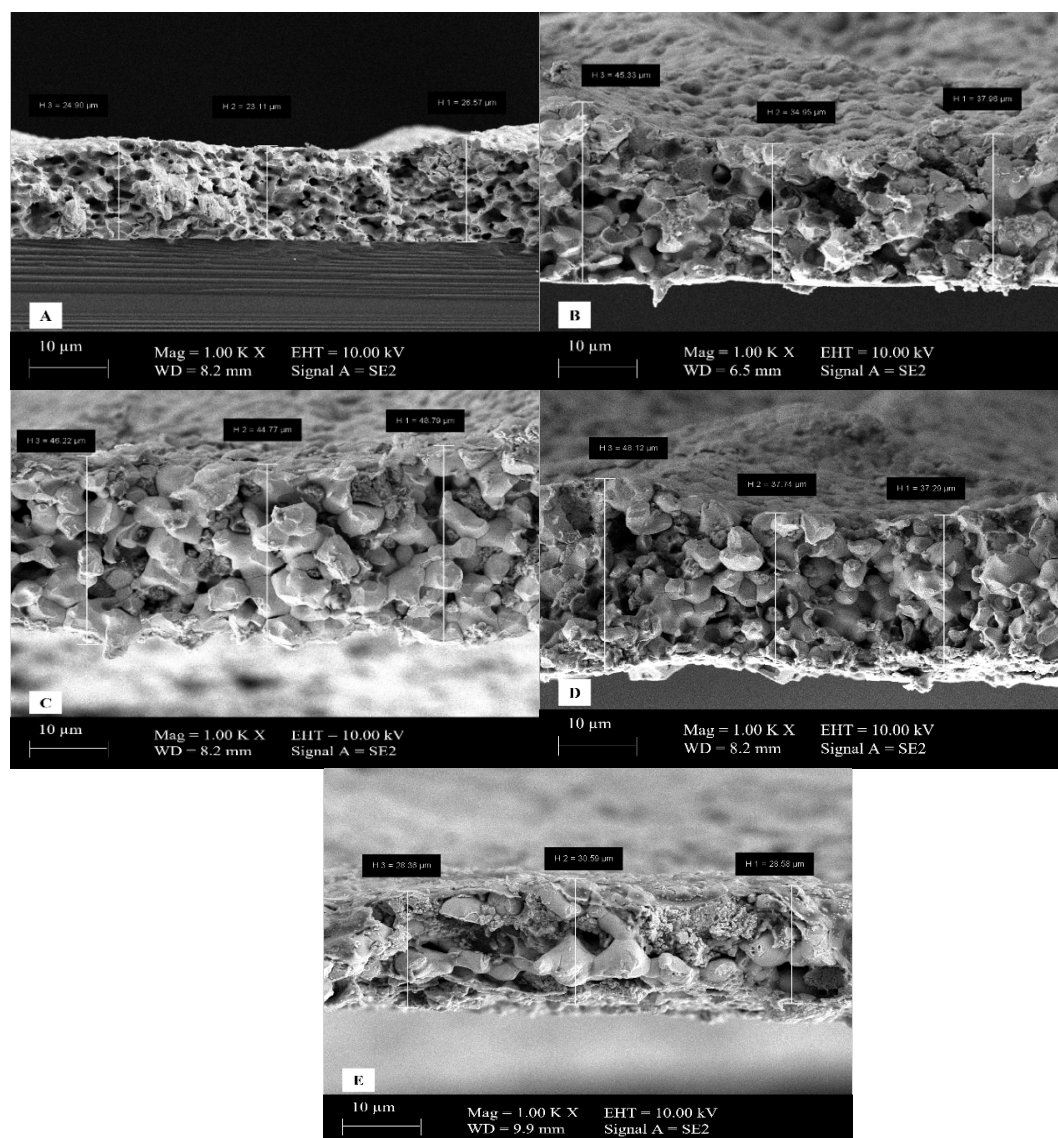 H 3 = 24.90 µm
H 2 = 23.11 µm
H 1 = 26.57 µm
A
10 µm
Mag = 1.00 K X EHT = 10.00 kV
WD = 8.2 mm Signal A = SE2
H 3 = 45.33 µm
H 2 = 34.95 µm
H 1 = 37.96 µm
B
10 µm
Mag = 1.00 K X EHT = 10.00 kV
WD = 6.5 mm Signal A = SE2
H 3 = 46.22 µm
H 2 = 44.77 µm
H 1 = 48.79 µm
C
10 µm
Mag = 1.00 K X EHT = 10.00 kV
WD = 8.2 mm Signal A = SE2
H 3 = 48.12 µm
H 2 = 37.74 µm
H 1 = 37.29 µm
D
10 µm
Mag = 1.00 K X EHT = 10.00 kV
WD = 8.2 mm Signal A = SE2
H 3 = 28.36 µm
H 2 = 30.59 µm
H 1 = 28.58 µm
E
10 µm
Mag = 1.00 K X EHT = 10.00 kV
WD = 9.9 mm Signal A = SE2